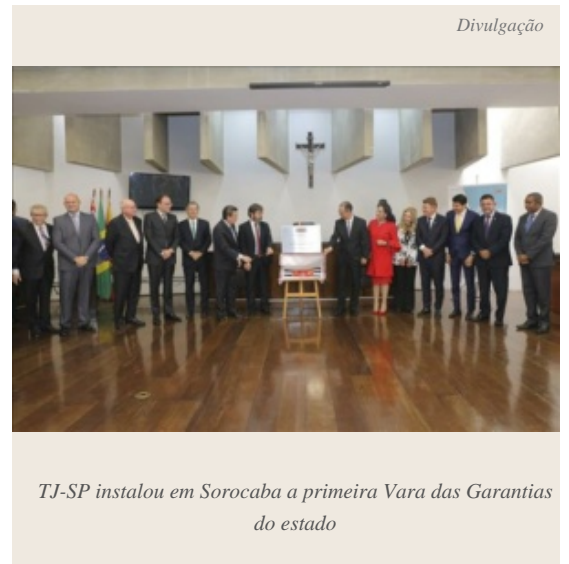 Divulgação
TJ-SP instalou em Sorocaba a primeira Vara das Garantias
do estado